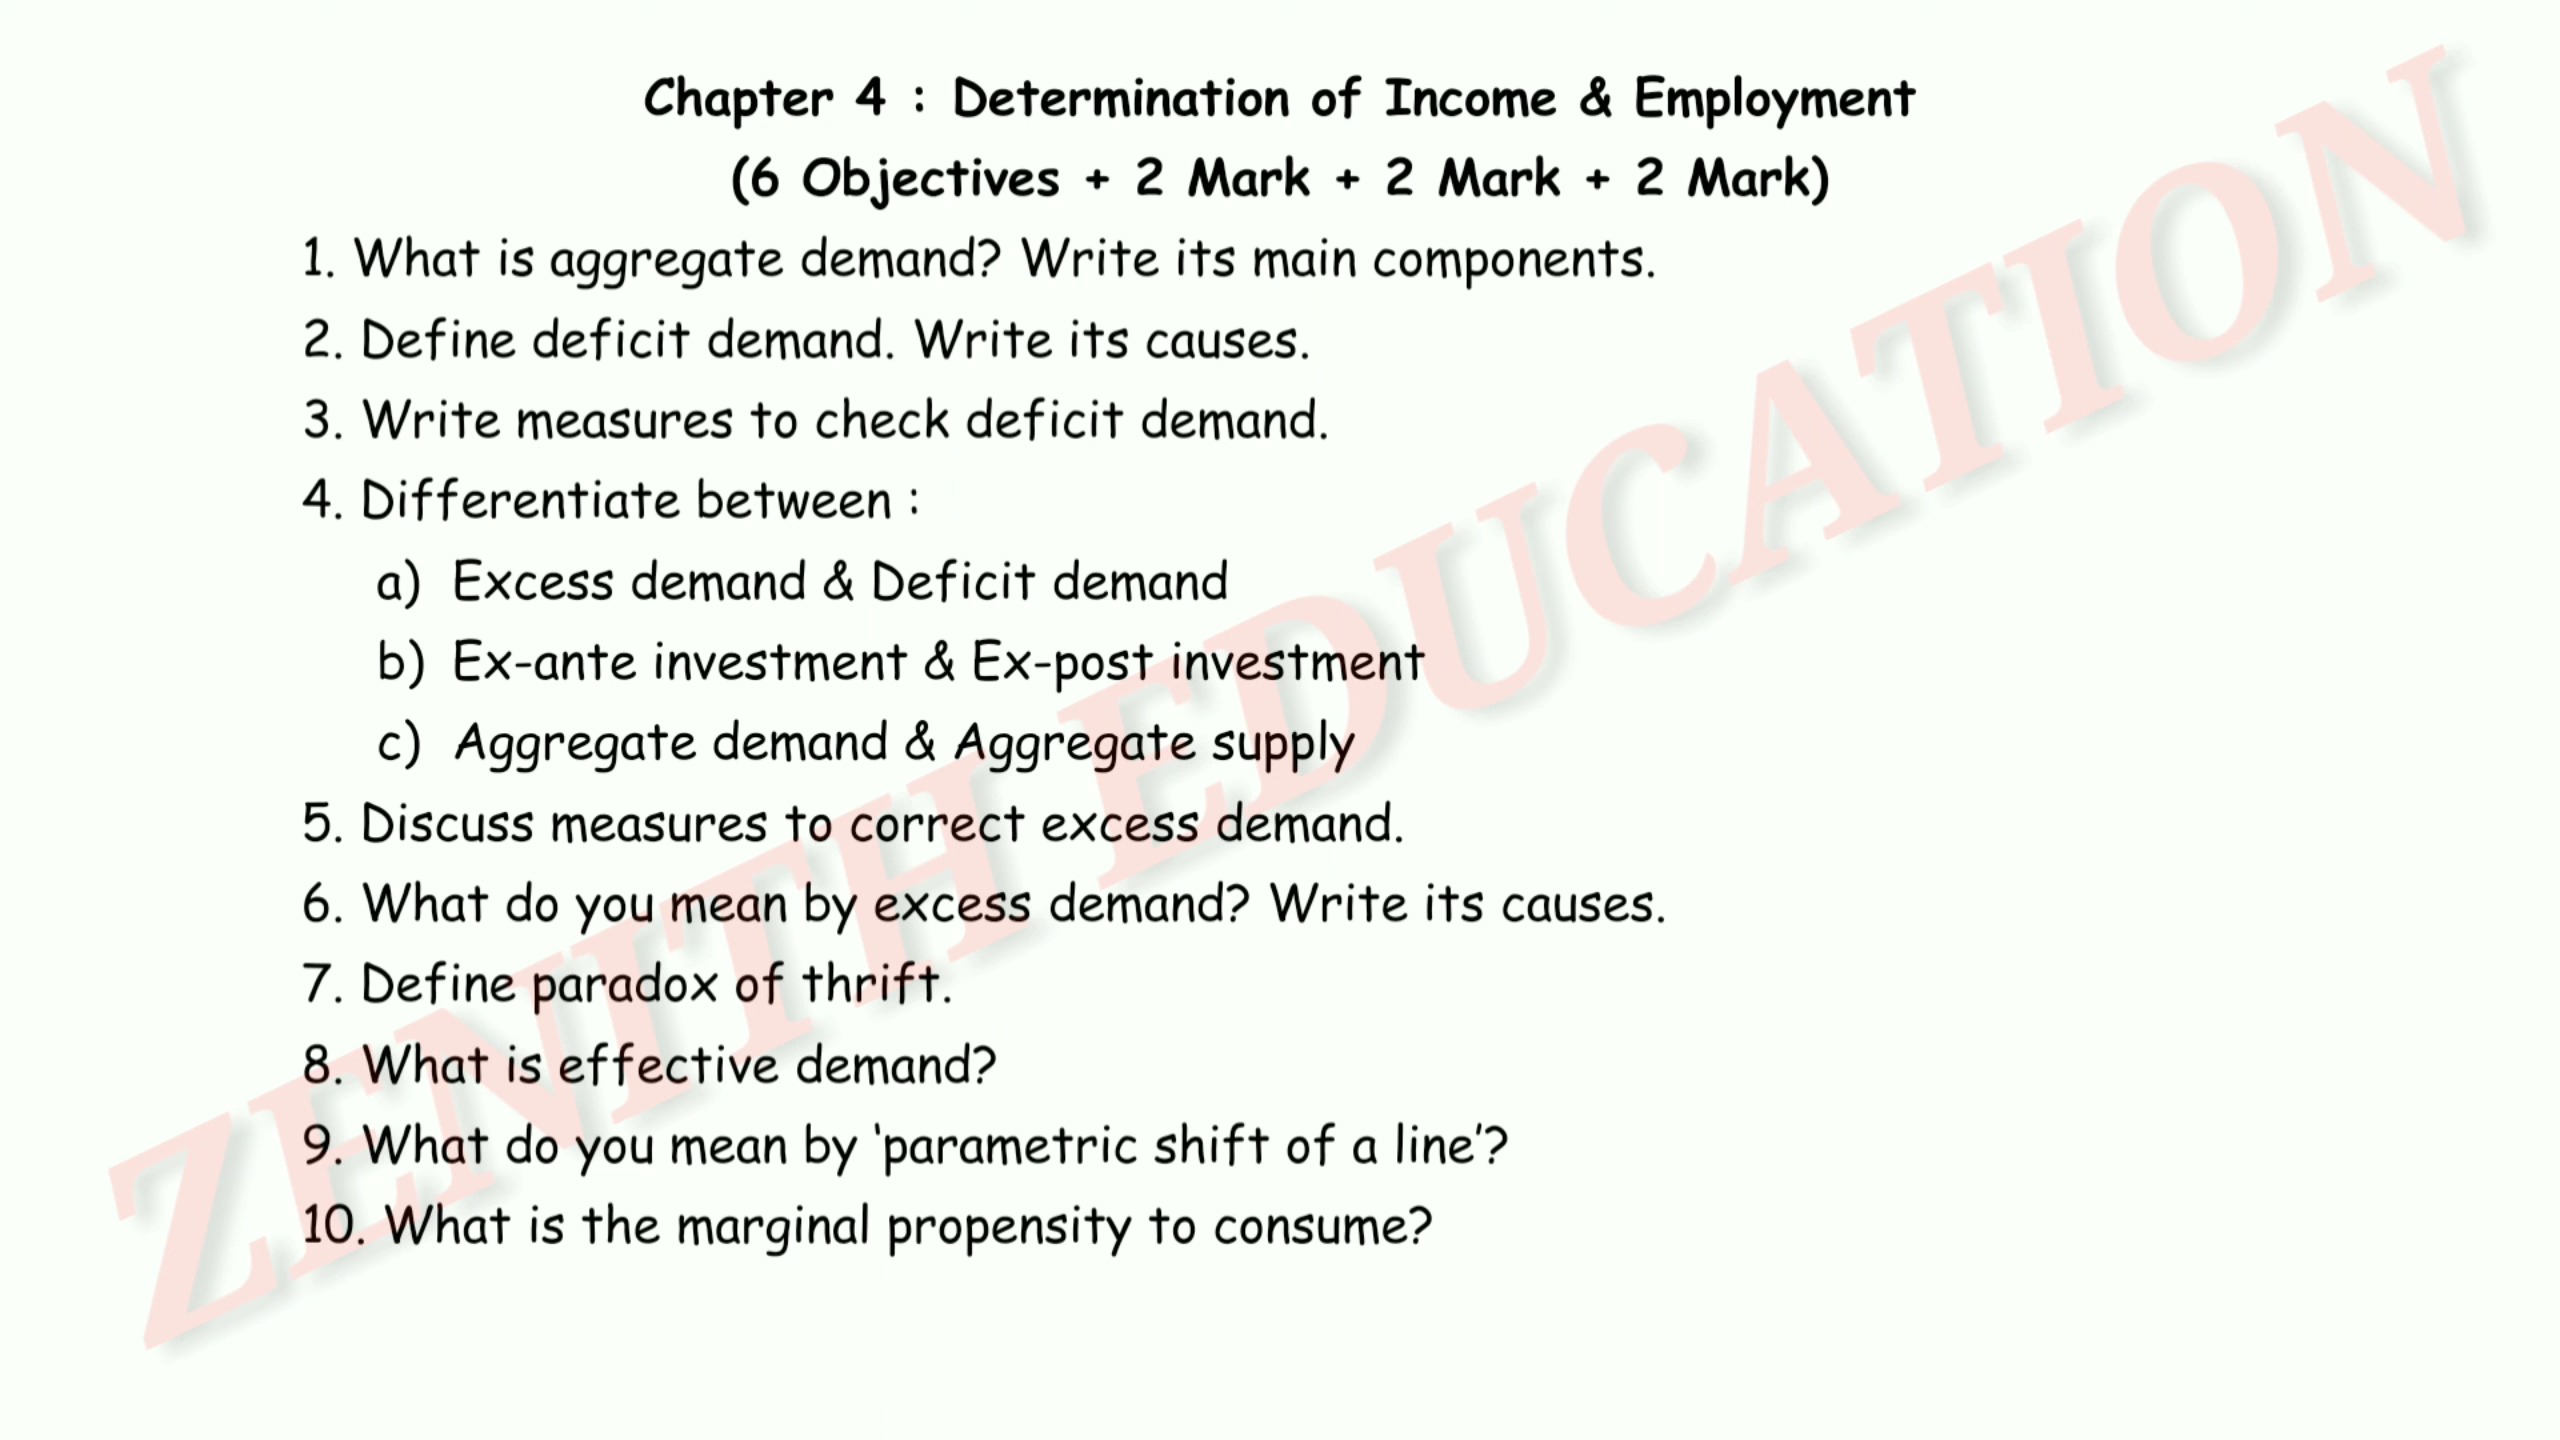 Chapter 4 : Determination of Income & Employment
(6 Objectives + 2 Mark + 2 Mark + 2 Mark)
1. What is aggregate demand? Write its main components.
2. Define deficit demand. Write its causes.
3. Write measures to check deficit demand.
4. Differentiate between :
a) Excess demand & Deficit demand
b) Ex-ante investment & Ex-post investment
c) Aggregate demand & Aggregate supply
5. Discuss measures to correct excess demand.
6. What do you mean by excess demand? Write its causes.
7. Define paradox of thrift.
8. What is effective demand?
9. What do you mean by ‘parametric shift of a line’?
10. What is the marginal propensity to consume?
ZENITH EDUCATION